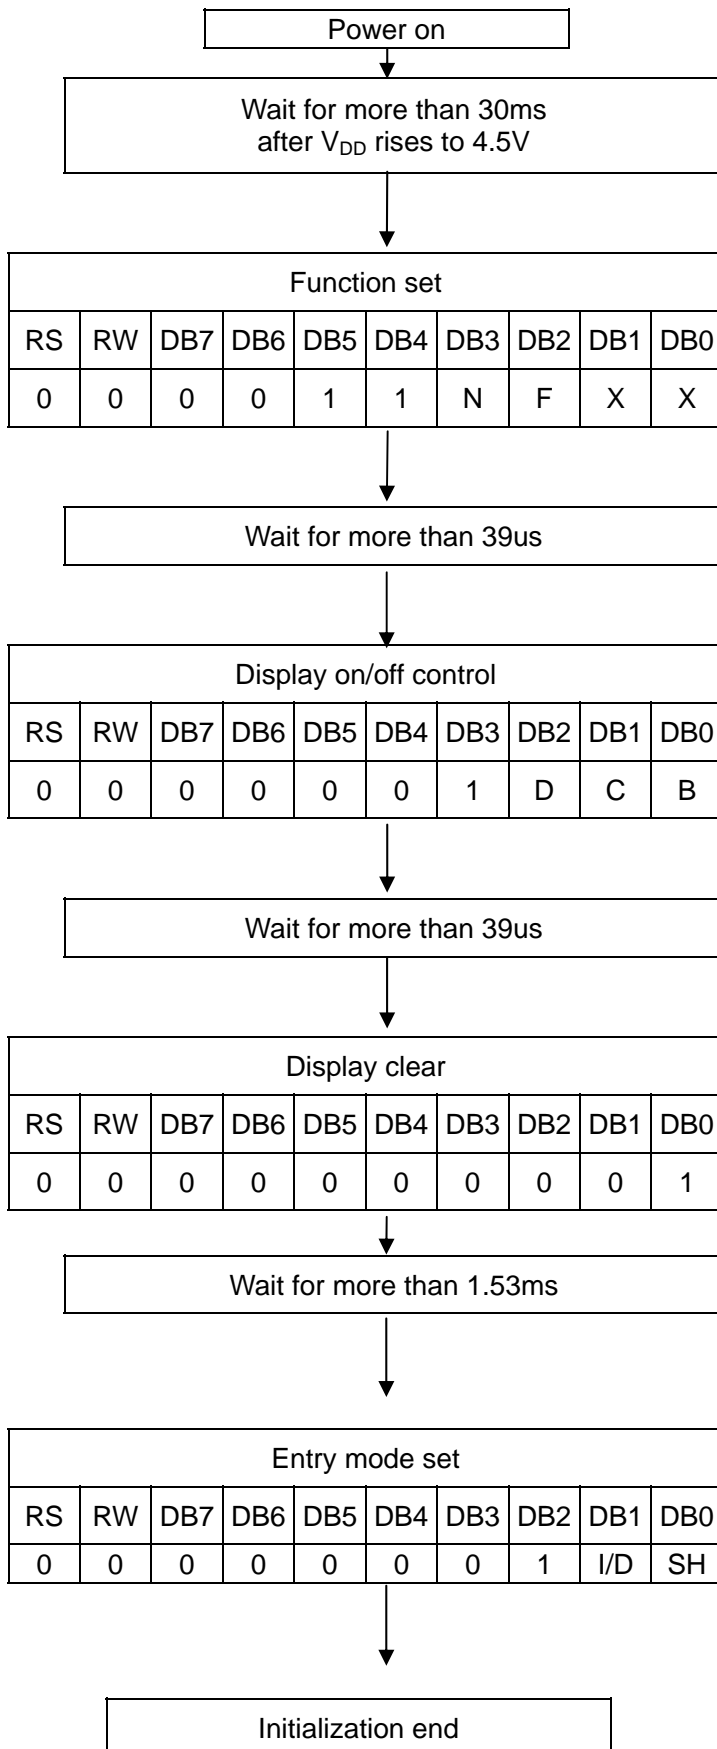 Power on
Wait for more than 30ms
after VDD rises to 4.5V
Function set
RS RW DB7 DB6 DB5 DB4 DB3 DB2 DB1 DB0
0 0 0 0 1 1 N F X X
Wait for more than 39us
Display on/off control
RS RW DB7 DB6 DB5 DB4 DB3 DB2 DB1 DB0
0 0 0 0 0 0 1 D C B
Wait for more than 39us
Display clear
RS RW DB7 DB6 DB5 DB4 DB3 DB2 DB1 DB0
0 0 0 0 0 0 0 0 0 1
Wait for more than 1.53ms
Entry mode set
RS RW DB7 DB6 DB5 DB4 DB3 DB2 DB1 DB0
0 0 0 0 0 0 0 1 I/D SH
Initialization end